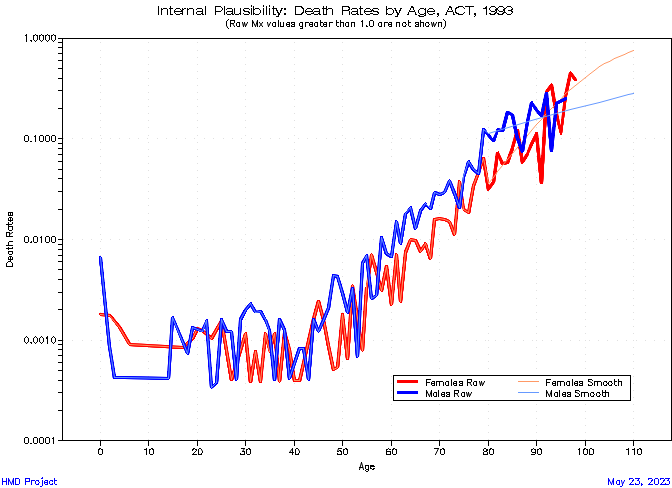 Internal Plausibility: Death Rates by Age, ACT, 1993
(Raw Mx values greater than 1.0 are not shown)
1.0000
0.1000
0.0100
0.0010
0.0001
Death Rates
0 10 20 30 40 50 60 70 80 90 100 110
Age
Females Raw Females Smooth
Males Raw Males Smooth
HMD Project May 23, 2023